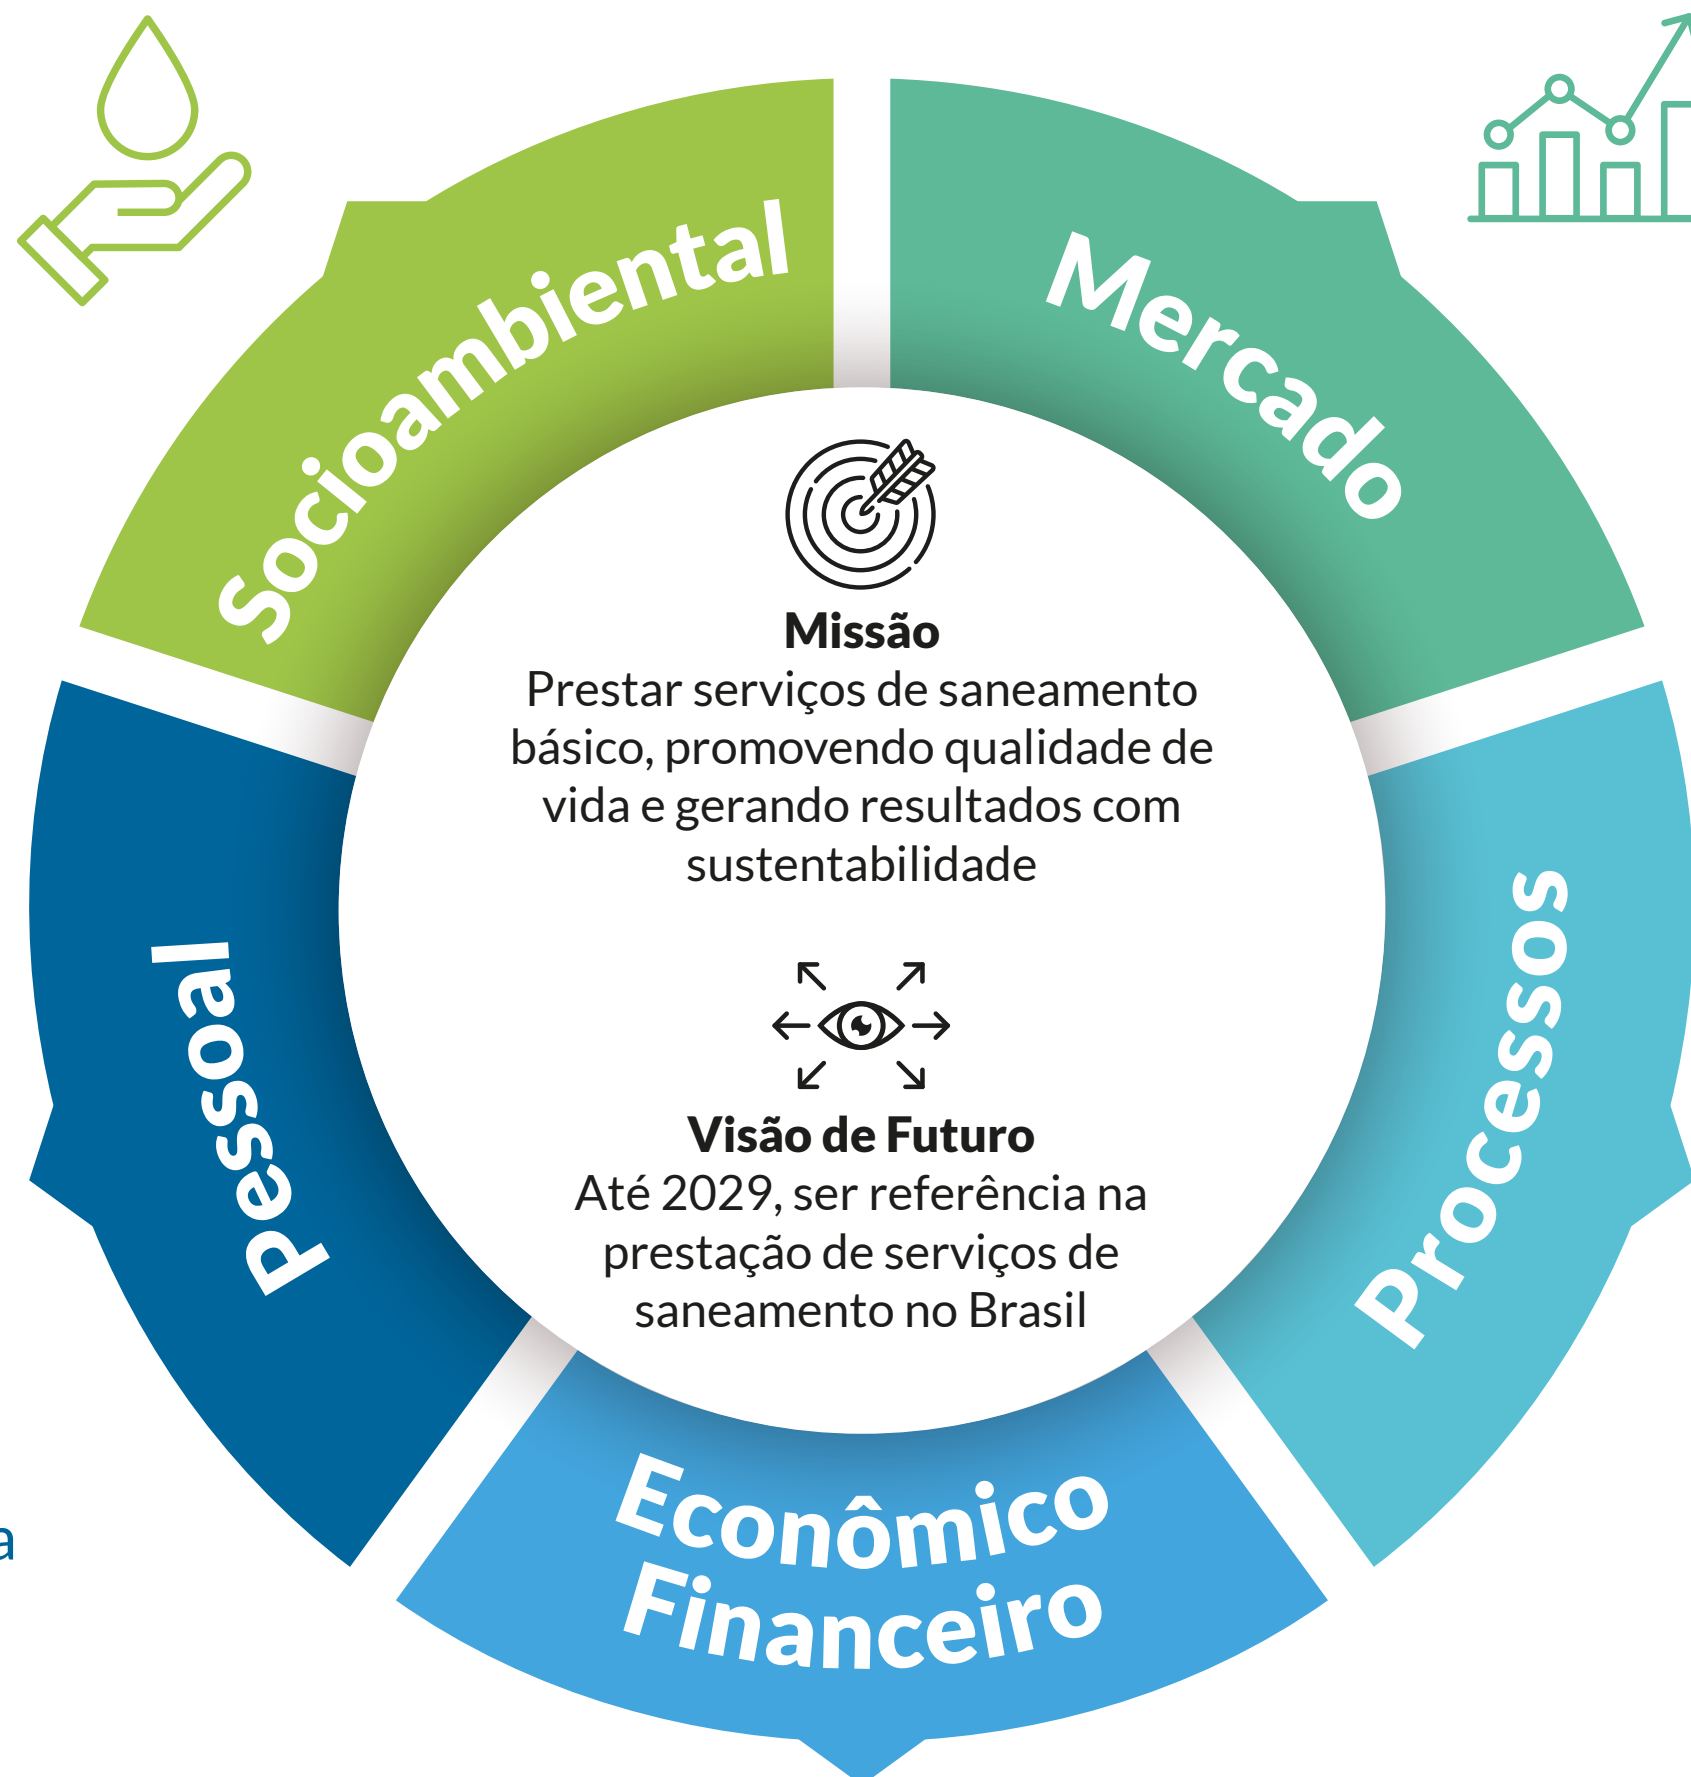 Socioambiental
Mercado
Missão
Prestar serviços de saneamento
básico, promovendo qualidade de
vida e gerando resultados com
sustentabilidade
Pessoal
Processos
Visão de Futuro
Até 2029, ser referência na
prestação de serviços de
saneamento no Brasil
Econômico
Financeiro
a